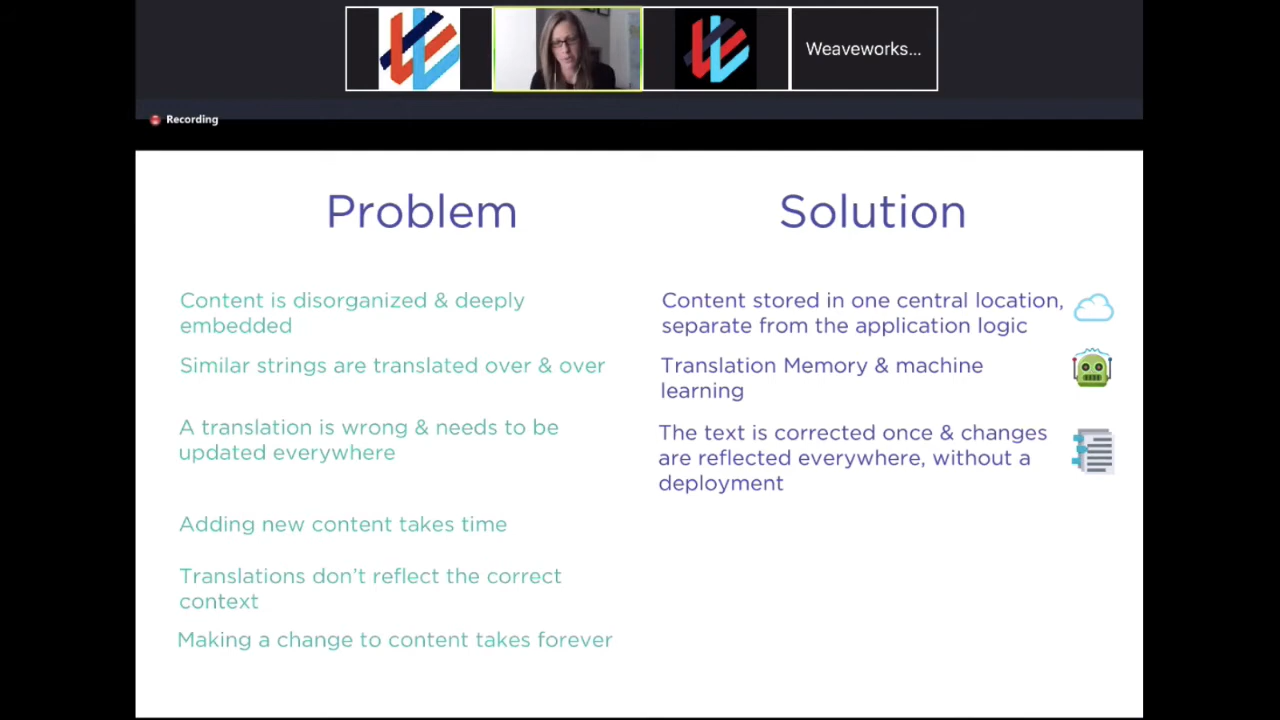 Weaveworks...
Recording
Problem
Solution
Content is disorganized & deeply
embedded
Similar strings are translated over & over
A translation is wrong & needs to be
updated everywhere
Adding new content takes time
Translations don't reflect the correct
context
Making a change to content takes forever
Content stored in one central location,
separate from the application logic
Translation Memory & machine
learning
The text is corrected once & changes
are reflected everywhere, without a
deployment